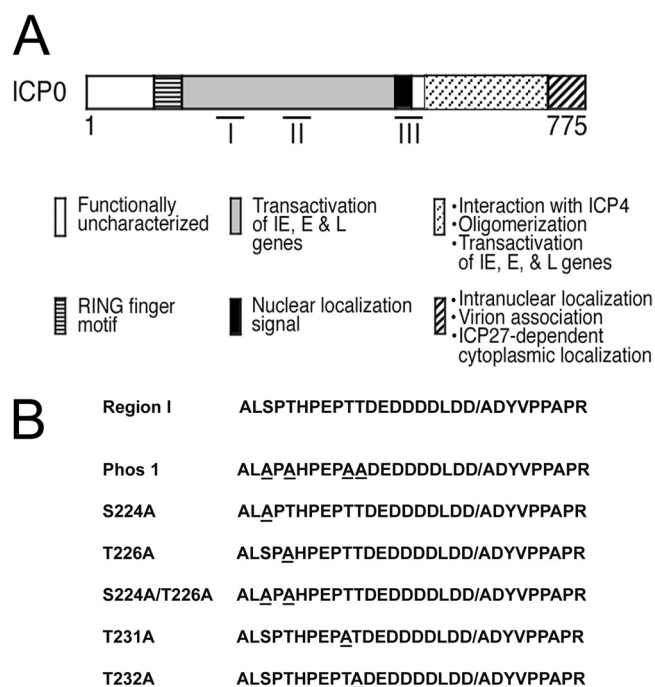 A
ICP0
1
I
II
III
775
Functionally
uncharacterized
Transactivation
of IE, E & L
genes
•Interaction with ICP4
•Oligomerization
•Transactivation
of IE, E, & L genes
RING finger
motif
Nuclear localization
signal
•Intranuclear localization
•Virion association
•ICP27-dependent
cytoplasmic localization
B
Region I ALSPTHPEPTTDEDDDDLDD/ADYVPPAPR
Phos 1 ALAPAHPEPAADEDDDDLDD/ADYVPPAPR
S224A ALAPTHPEPTTDEDDDDLDD/ADYVPPAPR
T226A ALSPAHPEPTTDEDDDDLDD/ADYVPPAPR
S224A/T226A ALAPAHPEPTTDEDDDDLDD/ADYVPPAPR
T231A ALSPTHPEPATDEDDDDLDD/ADYVPPAPR
T232A ALSPTHPEPTADEDDDDLDD/ADYVPPAPR